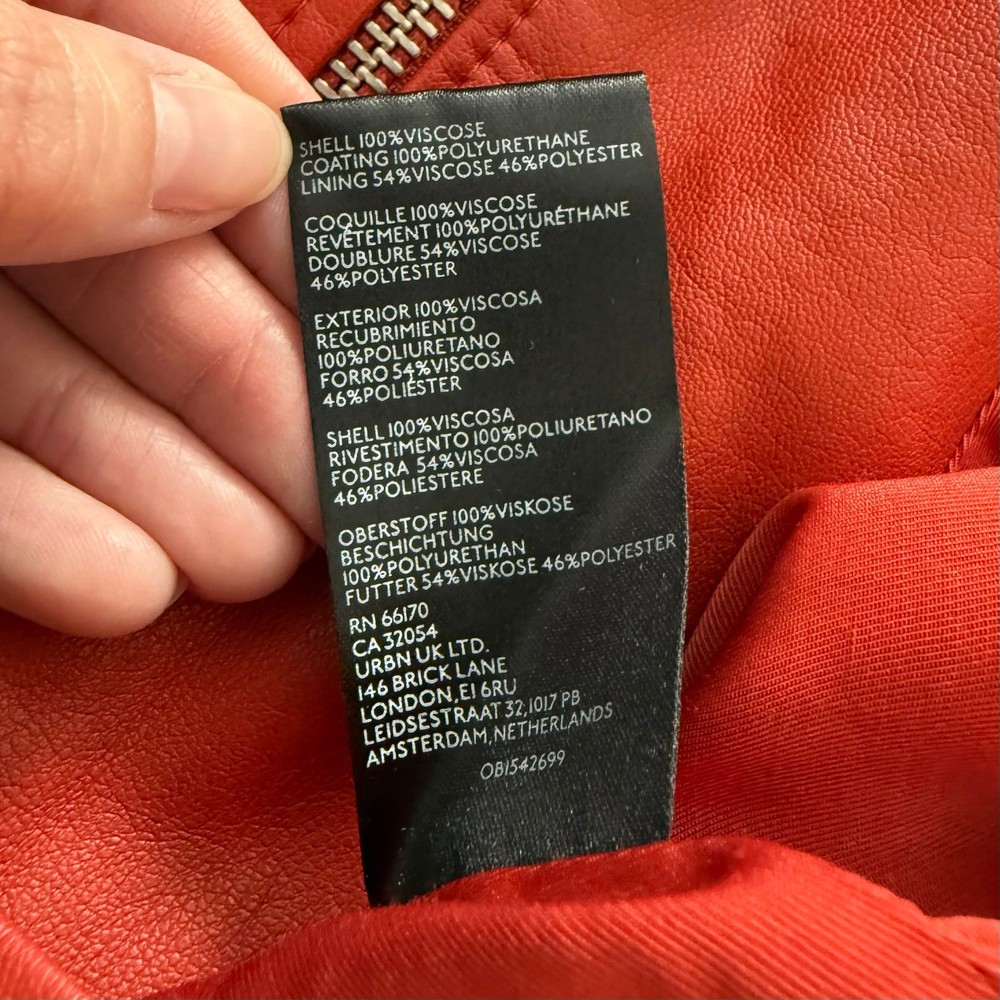 SHELL 100%VISCOSE
COATING 100%POLYURETHANE
LINING 54%VISCOSE 46%POLYESTER
COQUILLE 100%VISCOSE
REVÊTEMENT 100%POLYURÉTHANE
DOUBLURE 54%VISCOSE
46%POLYESTER
EXTERIOR 100%VISCOSA
RECUBRIMIENTO
100%POLIURETANO
FORRO 54%VISCOSA
46%POLIÉSTER
SHELL 100%VISCOSA
RIVESTIMENTO 100%POLIURETANO
FODERA 54%VISCOSA
46%POLIESTERE
OBERSTOFF 100%VISKOSE
BESCHICHTUNG
100%POLYURETHAN
FUTTER 54%VISKOSE 46%POLYESTER
RN 66170
CA 32054
URBN UK LTD.
146 BRICK LANE
LONDON, E1 6RU
LEIDSESTRAAT 32, 1017 PB
AMSTERDAM, NETHERLANDS
OB1542699